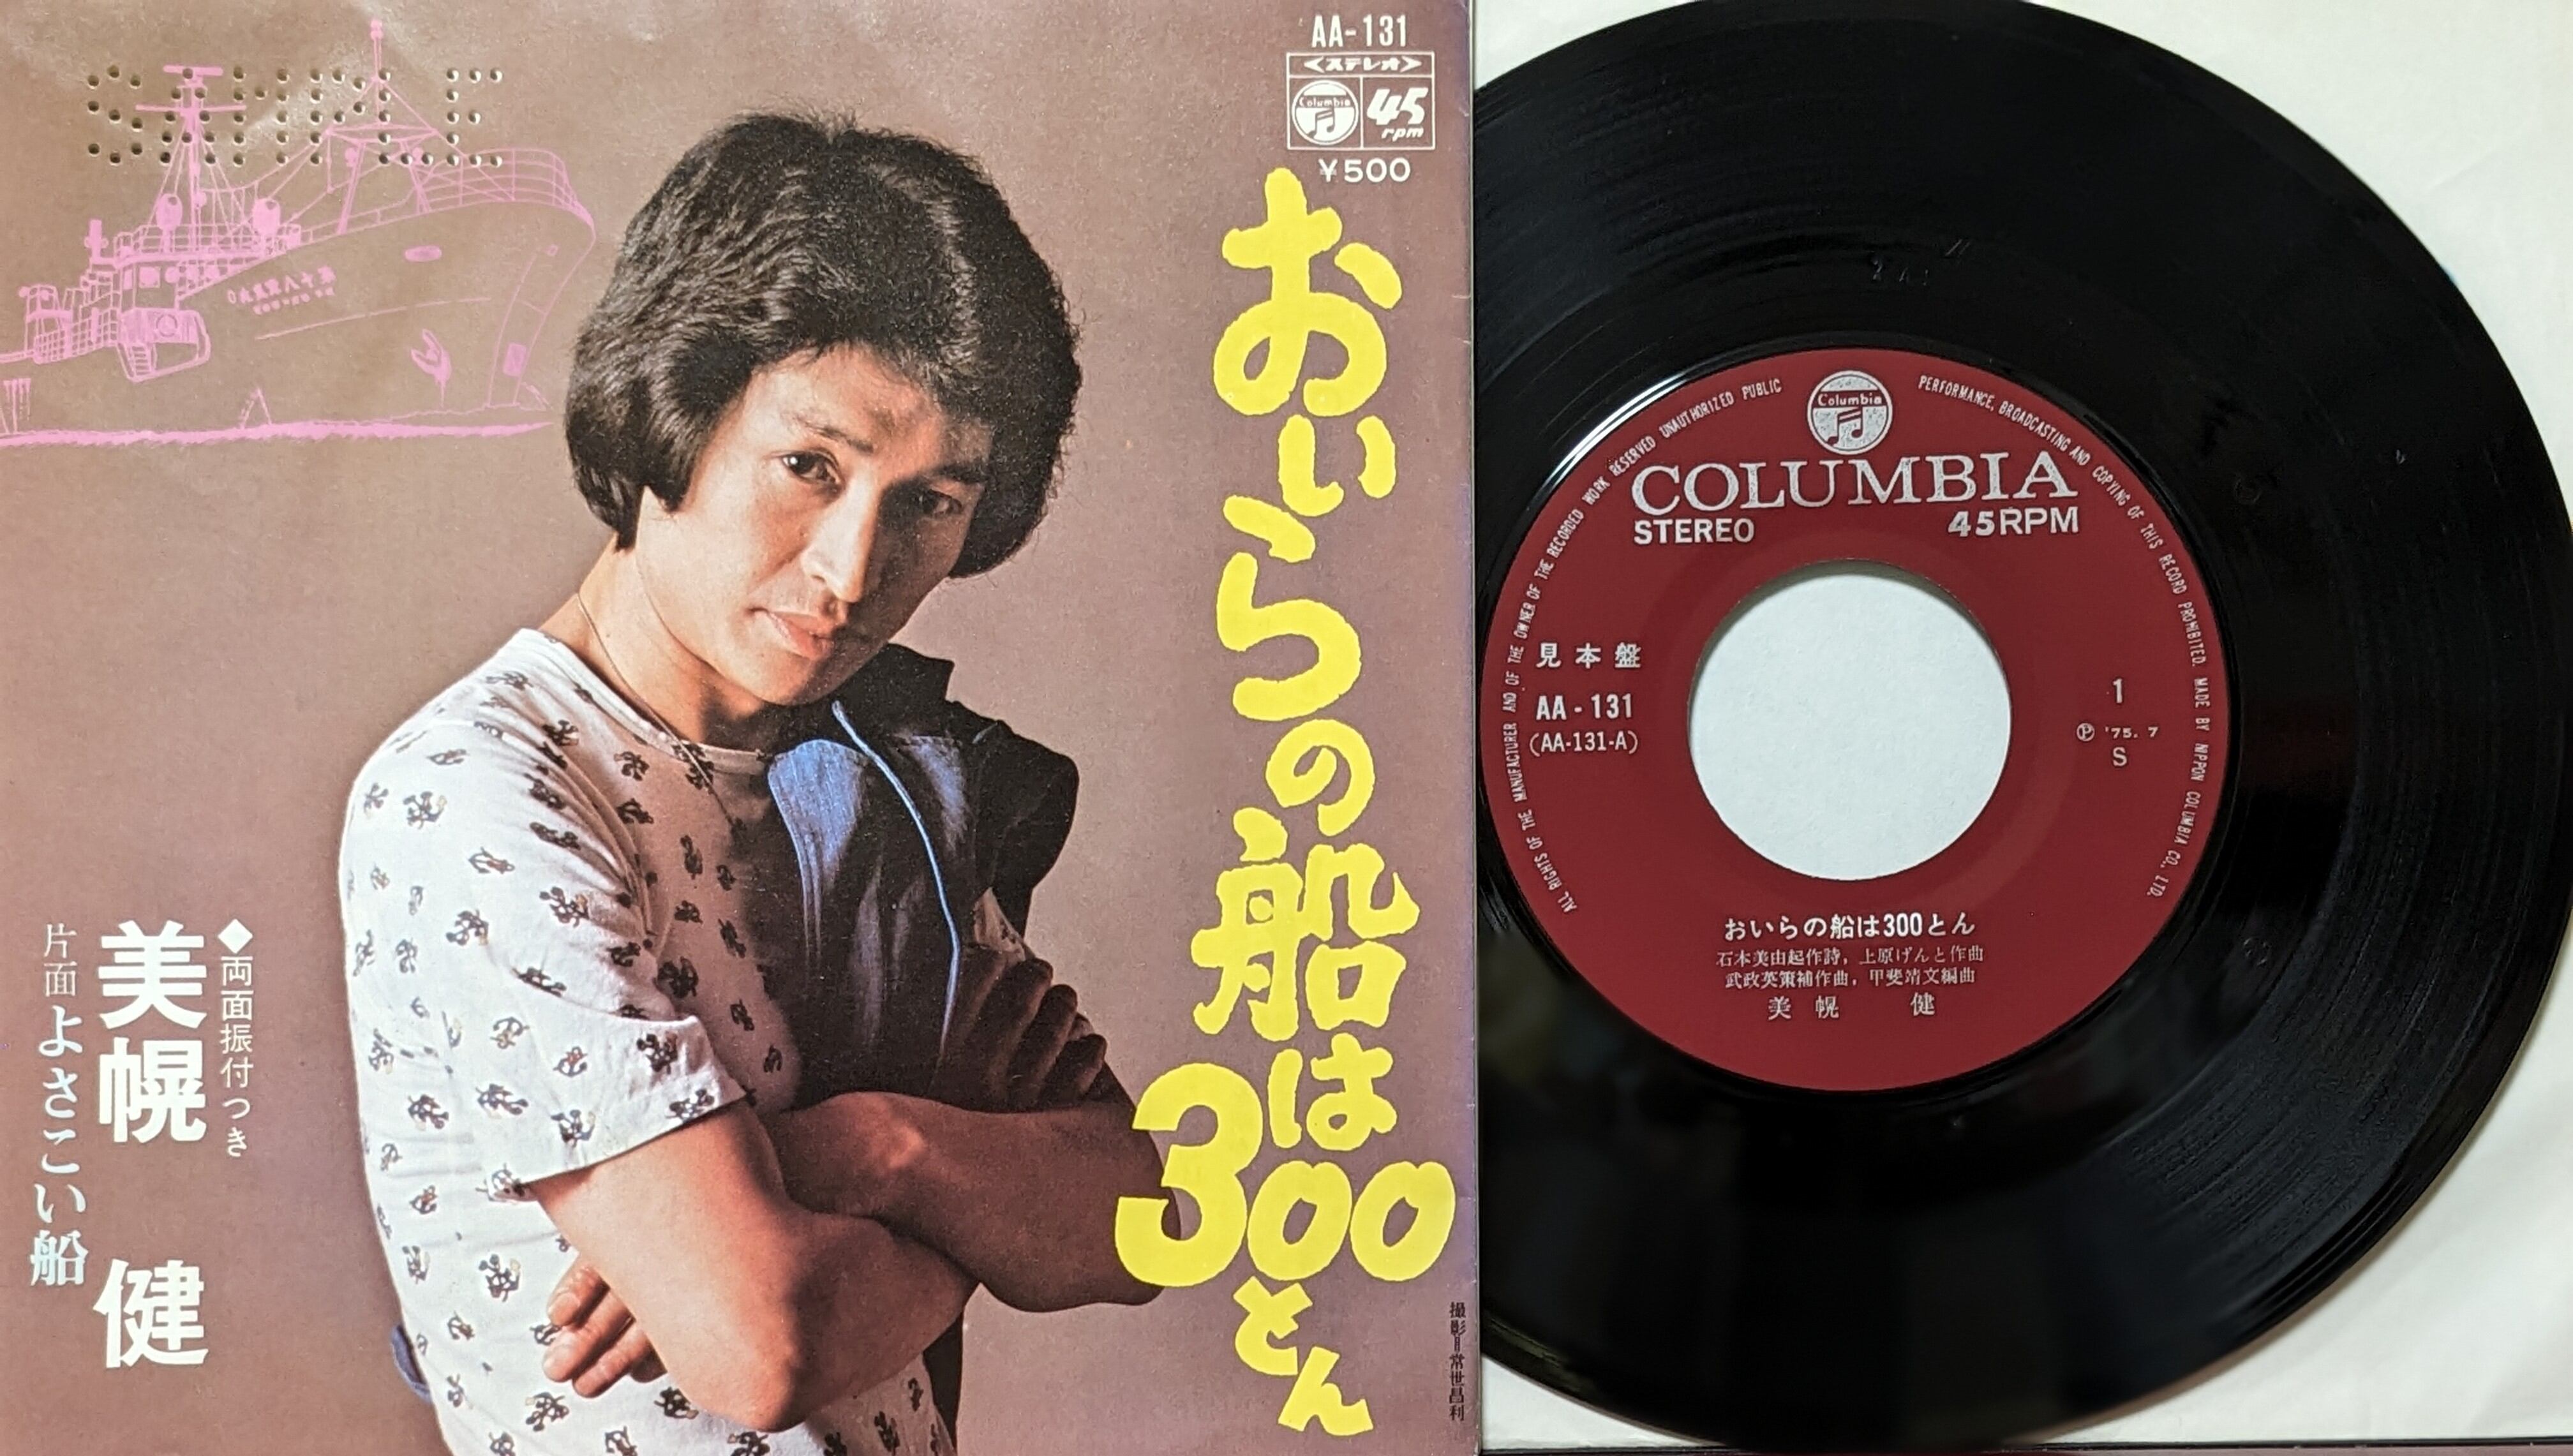 SAMPLE
AA-131
<ステレオ>
Columbia
45
rpm
¥500
おいらの船は300とん
◆両面振付つき
美幌 健
片面 よさこい船
撮影=常世昌利
Columbia
COLUMBIA
STEREO 45RPM
見本盤
AA-131
(AA-131-A)
1
Ⓟ '75. 7
S
おいらの船は300とん
石本美由起作詩, 上原げんと作曲
武政英策補作曲, 甲斐靖文編曲
美幌 健
ALL RIGHTS OF THE MANUFACTURER AND OF THE OWNER OF THE RECORDED WORK RESERVED UNAUTHORIZED PUBLIC PERFORMANCE, BROADCASTING AND COPYING OF THIS RECORD PROHIBITED. MADE BY NIPPON COLUMBIA CO., LTD.